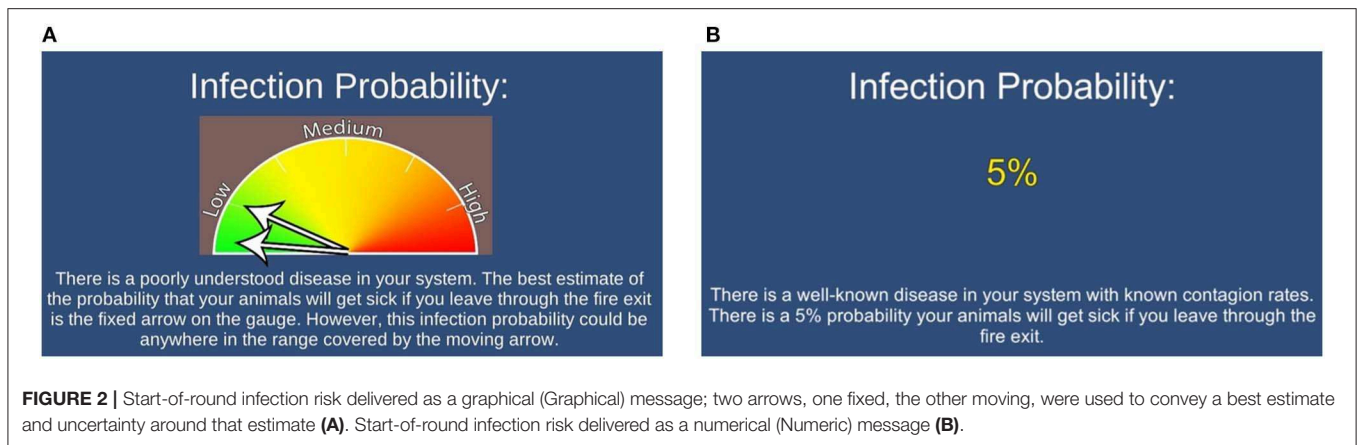 A
Infection Probability:
Medium
Low
High
There is a poorly understood disease in your system. The best estimate of
the probability that your animals will get sick if you leave through the fire exit
is the fixed arrow on the gauge. However, this infection probability could be
anywhere in the range covered by the moving arrow.
B
Infection Probability:
5%
There is a well-known disease in your system with known contagion rates.
There is a 5% probability your animals will get sick if you leave through the
fire exit.
FIGURE 2 | Start-of-round infection risk delivered as a graphical (Graphical) message; two arrows, one fixed, the other moving, were used to convey a best estimate
and uncertainty around that estimate (A). Start-of-round infection risk delivered as a numerical (Numeric) message (B).